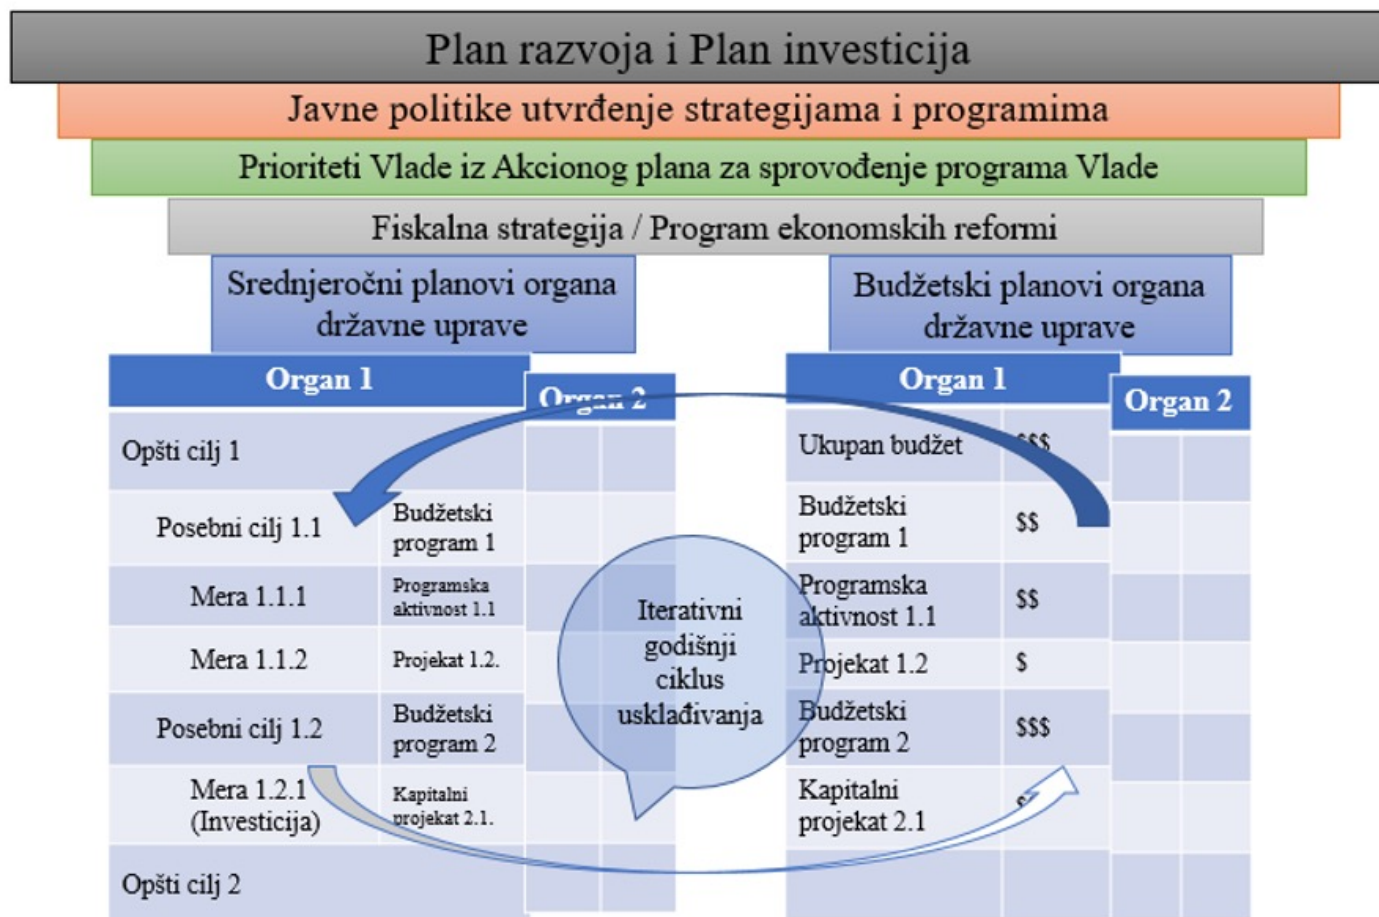 Plan razvoja i Plan investicija
Javne politike utvrđenje strategijama i programima
Prioriteti Vlade iz Akcionog plana za sprovođenje programa Vlade
Fiskalna strategija / Program ekonomskih reformi
Srednjeročni planovi organa
državne uprave
Organ 1
Organ 2
Opšti cilj 1
Posebni cilj 1.1
Budžetski
program 1
Mera 1.1.1
Programska
aktivnost 1.1
Mera 1.1.2
Projekat 1.2.
Posebni cilj 1.2
Budžetski
program 2
Mera 1.2.1
(Investicija)
Kapitalni
projekat 2.1.
Opšti cilj 2
Iterativni
godišnji
ciklus
usklađivanja
Budžetski planovi organa
državne uprave
Organ 1
Organ 2
Ukupan budžet
$$$
Budžetski
program 1
$$
Programska
aktivnost 1.1
$$
Projekat 1.2
$
Budžetski
program 2
$$$
Kapitalni
projekat 2.1